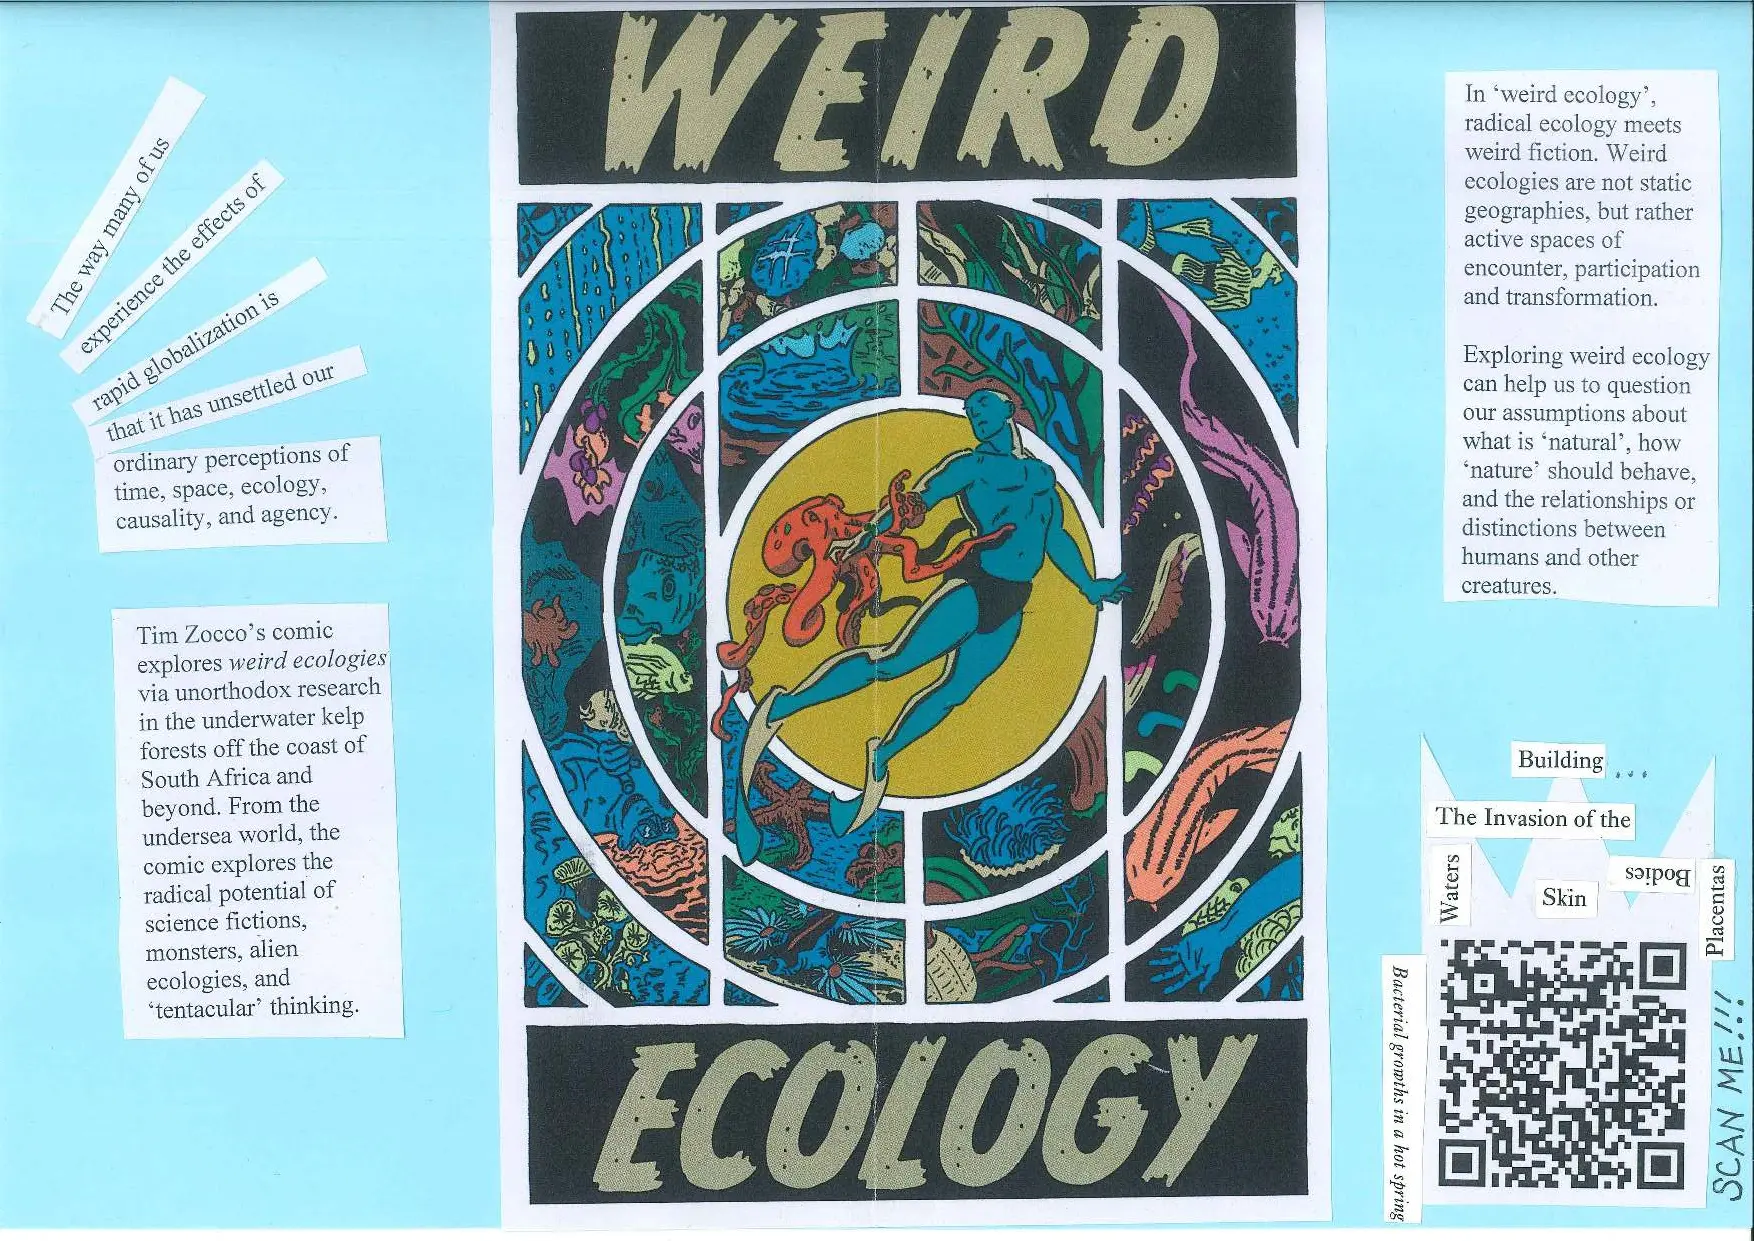 WEIRD
The way many of us
experience the effects of
rapid globalization is
that it has unsettled our
ordinary perceptions of
time, space, ecology,
causality, and agency.
Tim Zocco’s comic
explores weird ecologies
via unorthodox research
in the underwater kelp
forests off the coast of
South Africa and
beyond. From the
undersea world, the
comic explores the
radical potential of
science fictions,
monsters, alien
ecologies, and
‘tentacular’ thinking.
In ‘weird ecology’,
radical ecology meets
weird fiction. Weird
ecologies are not static
geographies, but rather
active spaces of
encounter, participation
and transformation.
Exploring weird ecology
can help us to question
our assumptions about
what is ‘natural’, how
‘nature’ should behave,
and the relationships or
distinctions between
humans and other
creatures.
Building...
The Invasion of the
Waters
Skin
Bodies
Placentas
Bacterial growths in a hot spring
SCAN ME!!!
ECOLOGY